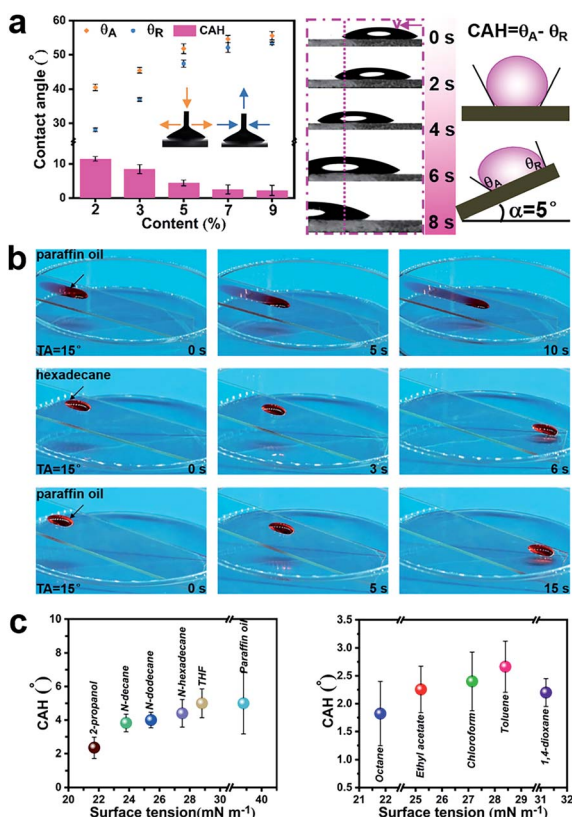 a
θA θR CAH
Contact angle(°)
60
50
40
30
10
0
2 3 5 7 9
Content (%)
V
0 s
2 s
4 s
6 s
8 s
CAH=θA- θR
θA θR
α=5°
b
paraffin oil
TA=15° 0 s
5 s
10 s
hexadecane
TA=15° 0 s
3 s
6 s
paraffin oil
TA=15° 0 s
5 s
15 s
c
CAH (°)
10
8
6
4
2
0
2-propanol
N-decane
N-dodecane
N-hexadecane
THF
Paraffin oil
20 22 24 26 28 30 38 40
Surface tension(mN m-1)
CAH(°)
3.5
3.0
2.5
2.0
1.5
1.0
0.5
Octane
Ethyl acetate
Chloroform
Toluene
1,4-dioxane
22 25 26 27 28 29 31 32
Surface tension(mN m-1)